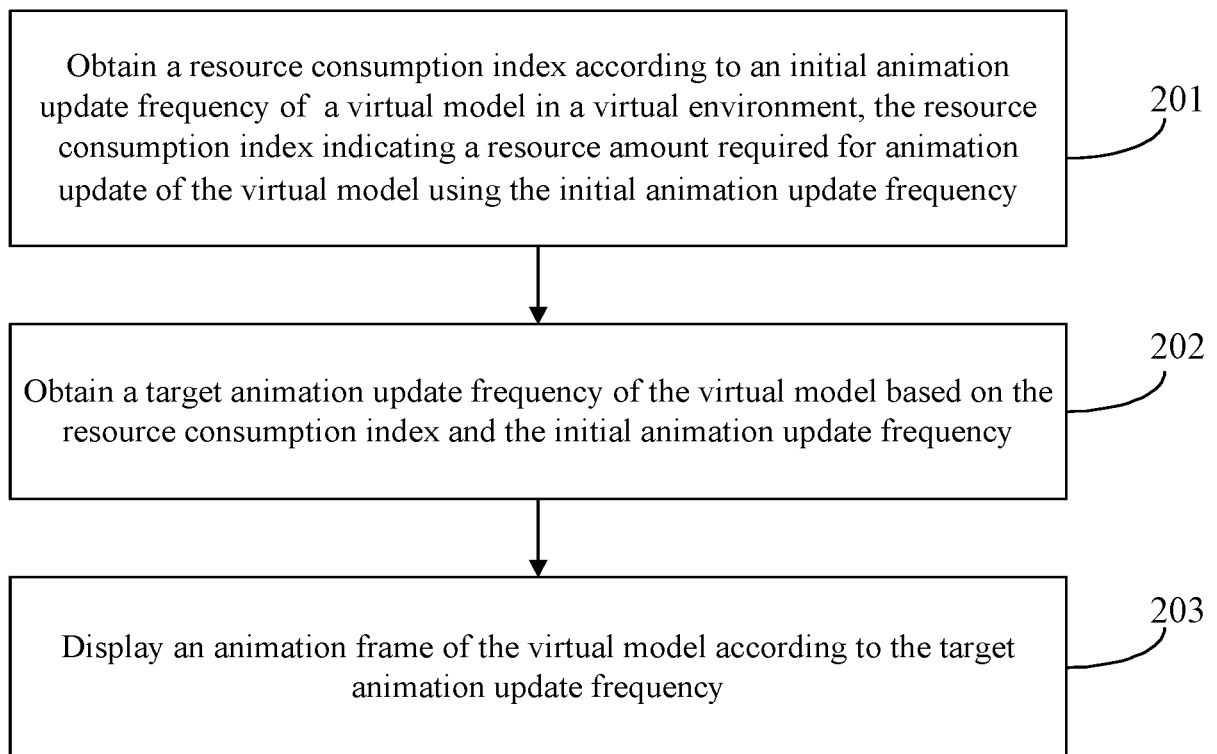 Obtain a resource consumption index according to an initial animation
update frequency of a virtual model in a virtual environment, the resource
consumption index indicating a resource amount required for animation
update of the virtual model using the initial animation update frequency
201
Obtain a target animation update frequency of the virtual model based on the
resource consumption index and the initial animation update frequency
202
Display an animation frame of the virtual model according to the target
animation update frequency
203